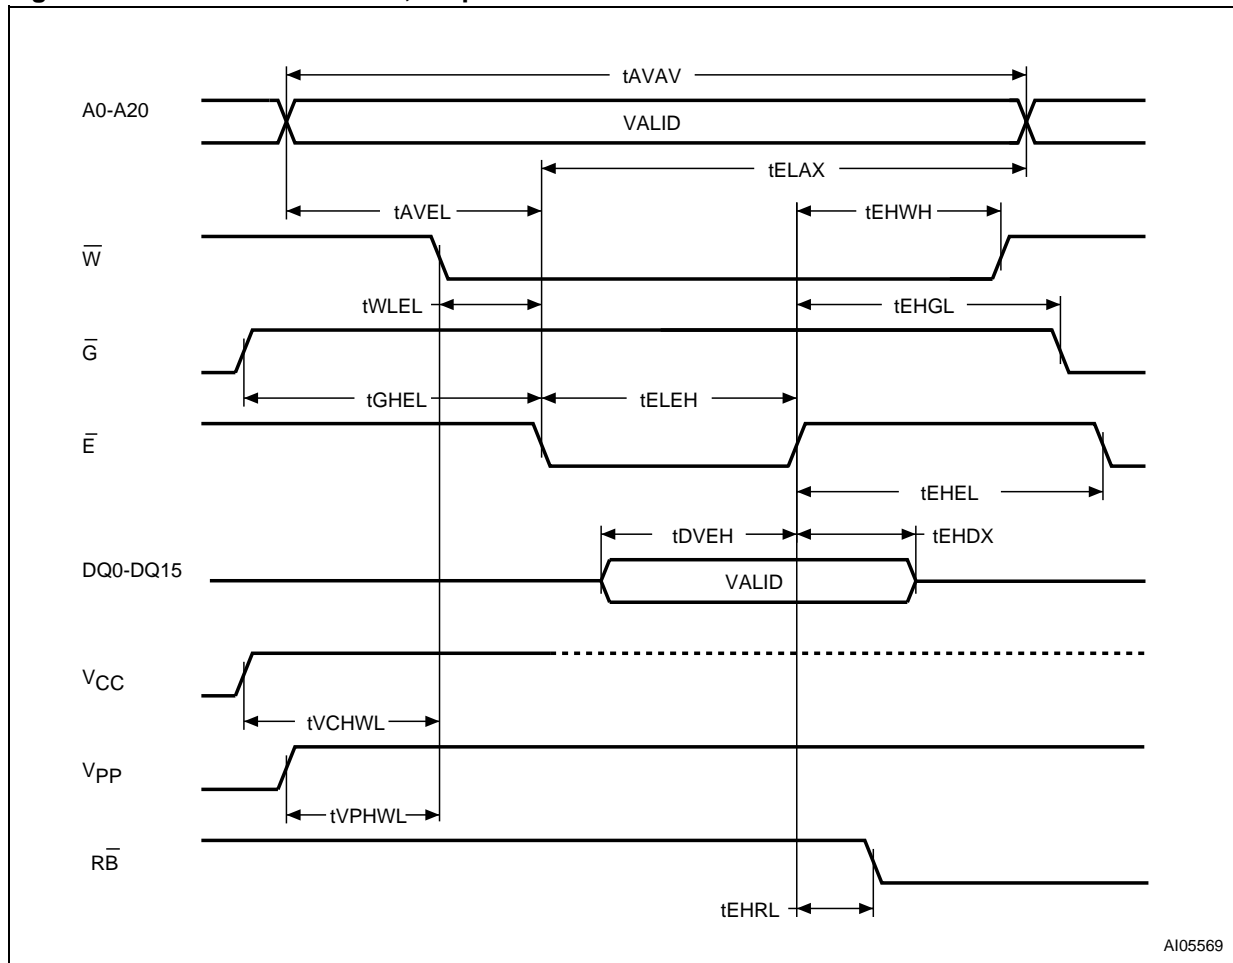 tAVAV
A0-A20
VALID
tELAX
tAVEL
tEHWH
W̅
tWLEL
tEHGL
G̅
tGHEL
tELEH
E̅
tEHEL
tDVEH
tEHDX
DQ0-DQ15
VALID
VCC
tVCHWL
VPP
tVPHWL
RB̅
tEHRL
AI05569